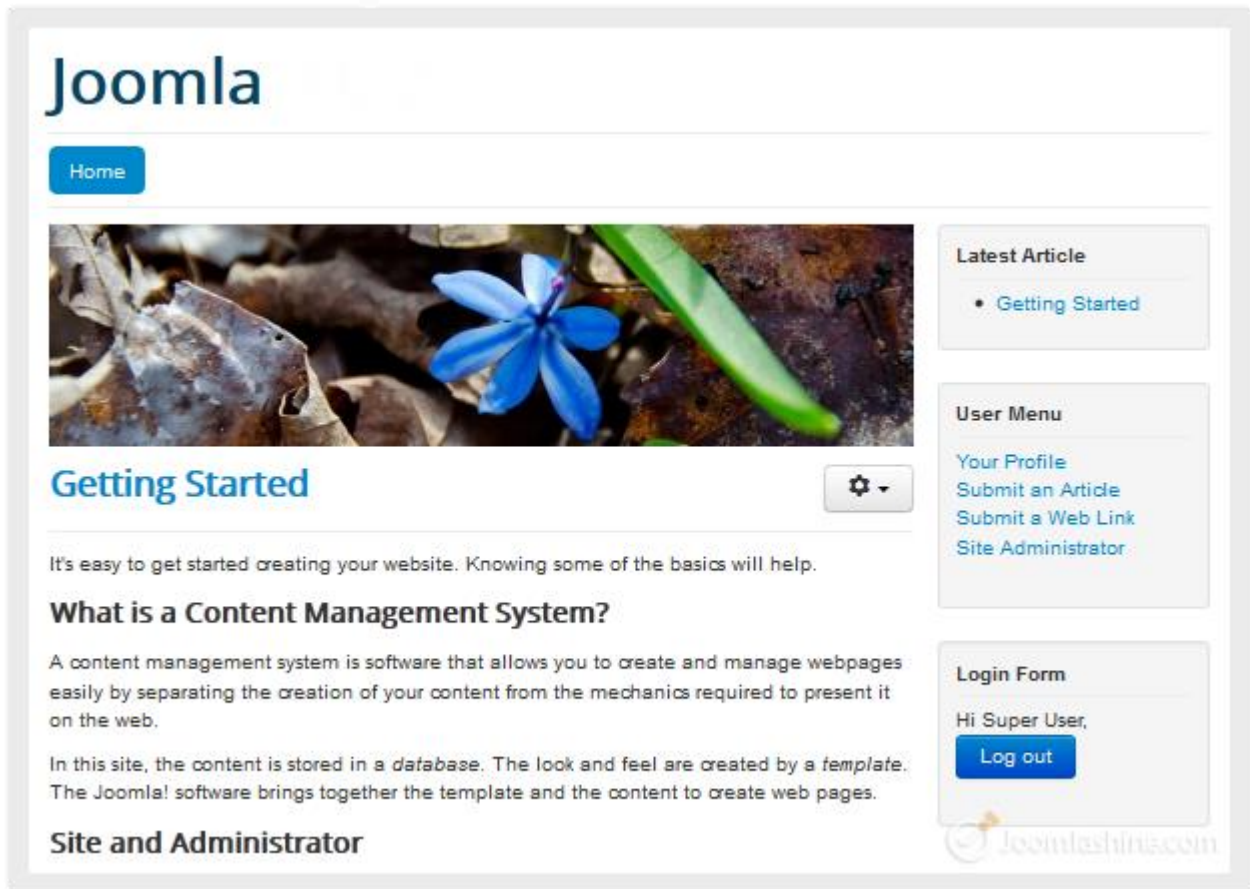 Joomla
Home
Getting Started
It's easy to get started creating your website. Knowing some of the basics will help.
What is a Content Management System?
A content management system is software that allows you to create and manage webpages
easily by separating the creation of your content from the mechanics required to present it
on the web.
In this site, the content is stored in a database. The look and feel are created by a template.
The Joomla! software brings together the template and the content to create web pages.
Site and Administrator
Latest Article
Getting Started
User Menu
Your Profile
Submit an Article
Submit a Web Link
Site Administrator
Login Form
Hi Super User,
Log out
Joomlashine.com